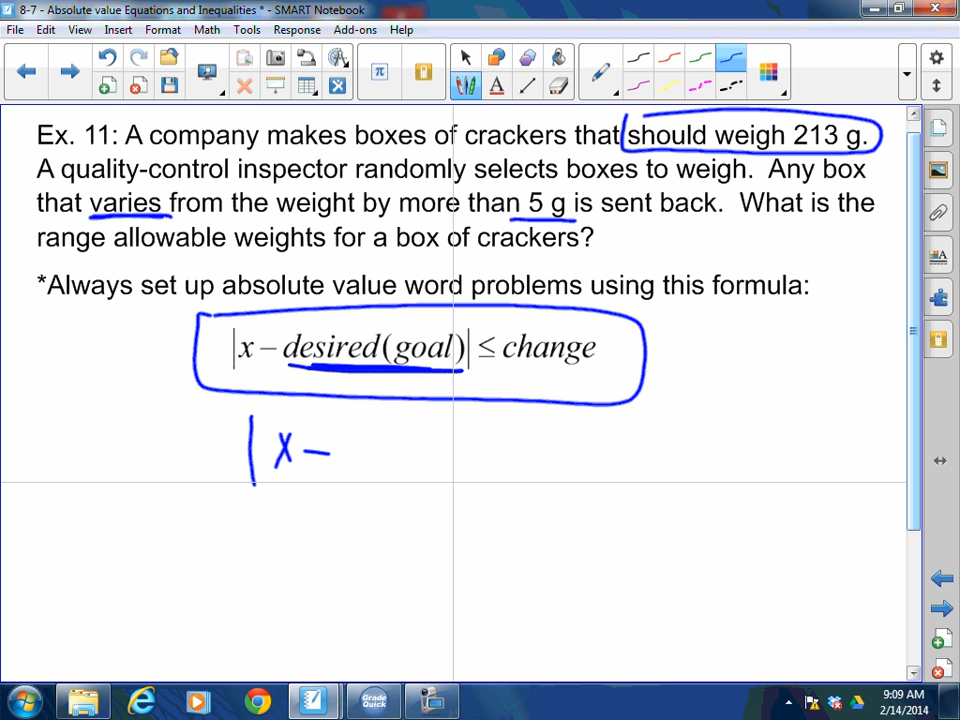 8-7 - Absolute value Equations and Inequalities * - SMART Notebook
File Edit View Insert Format Math Tools Response Add-ons Help
Ex. 11: A company makes boxes of crackers that should weigh 213 g.
A quality-control inspector randomly selects boxes to weigh. Any box
that varies from the weight by more than 5 g is sent back. What is the
range allowable weights for a box of crackers?
*Always set up absolute value word problems using this formula:
|x – desired(goal)| ≤ change
| x –
Grade Quick
9:09 AM
2/14/2014